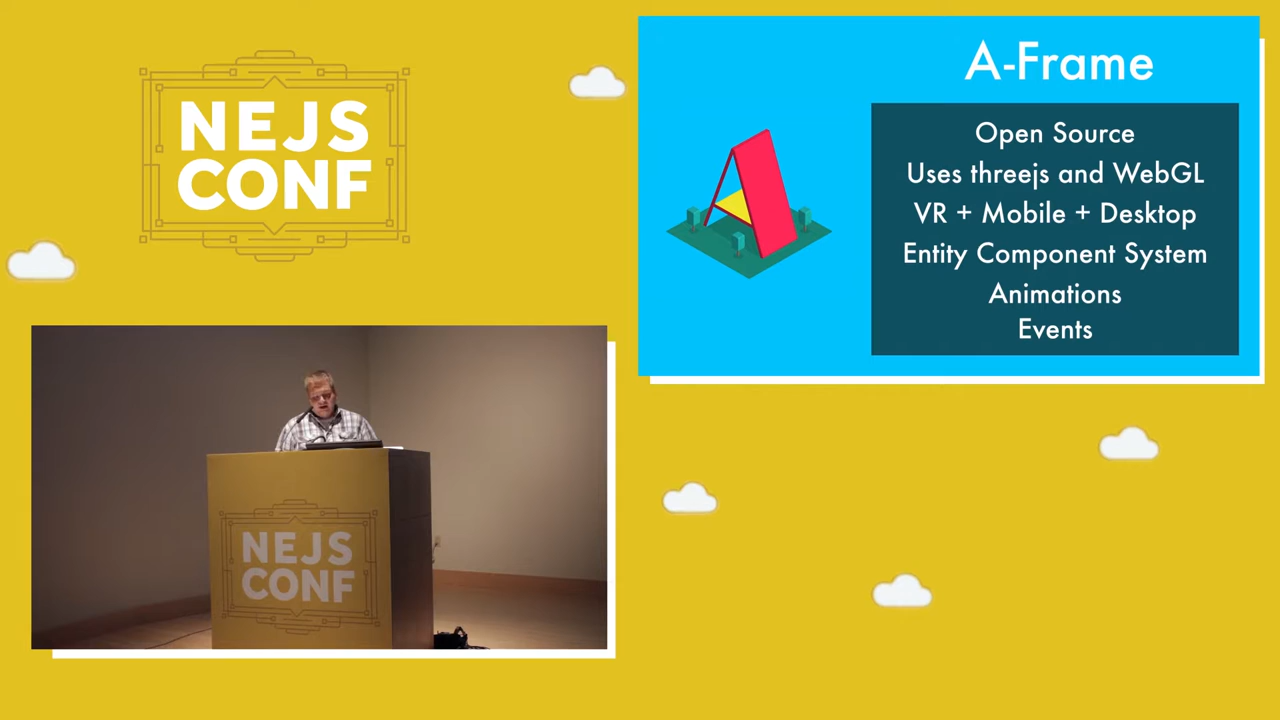 NEJS
CONF
A-Frame
Open Source
Uses threejs and WebGL
VR + Mobile + Desktop
Entity Component System
Animations
Events
NEJS
CONF